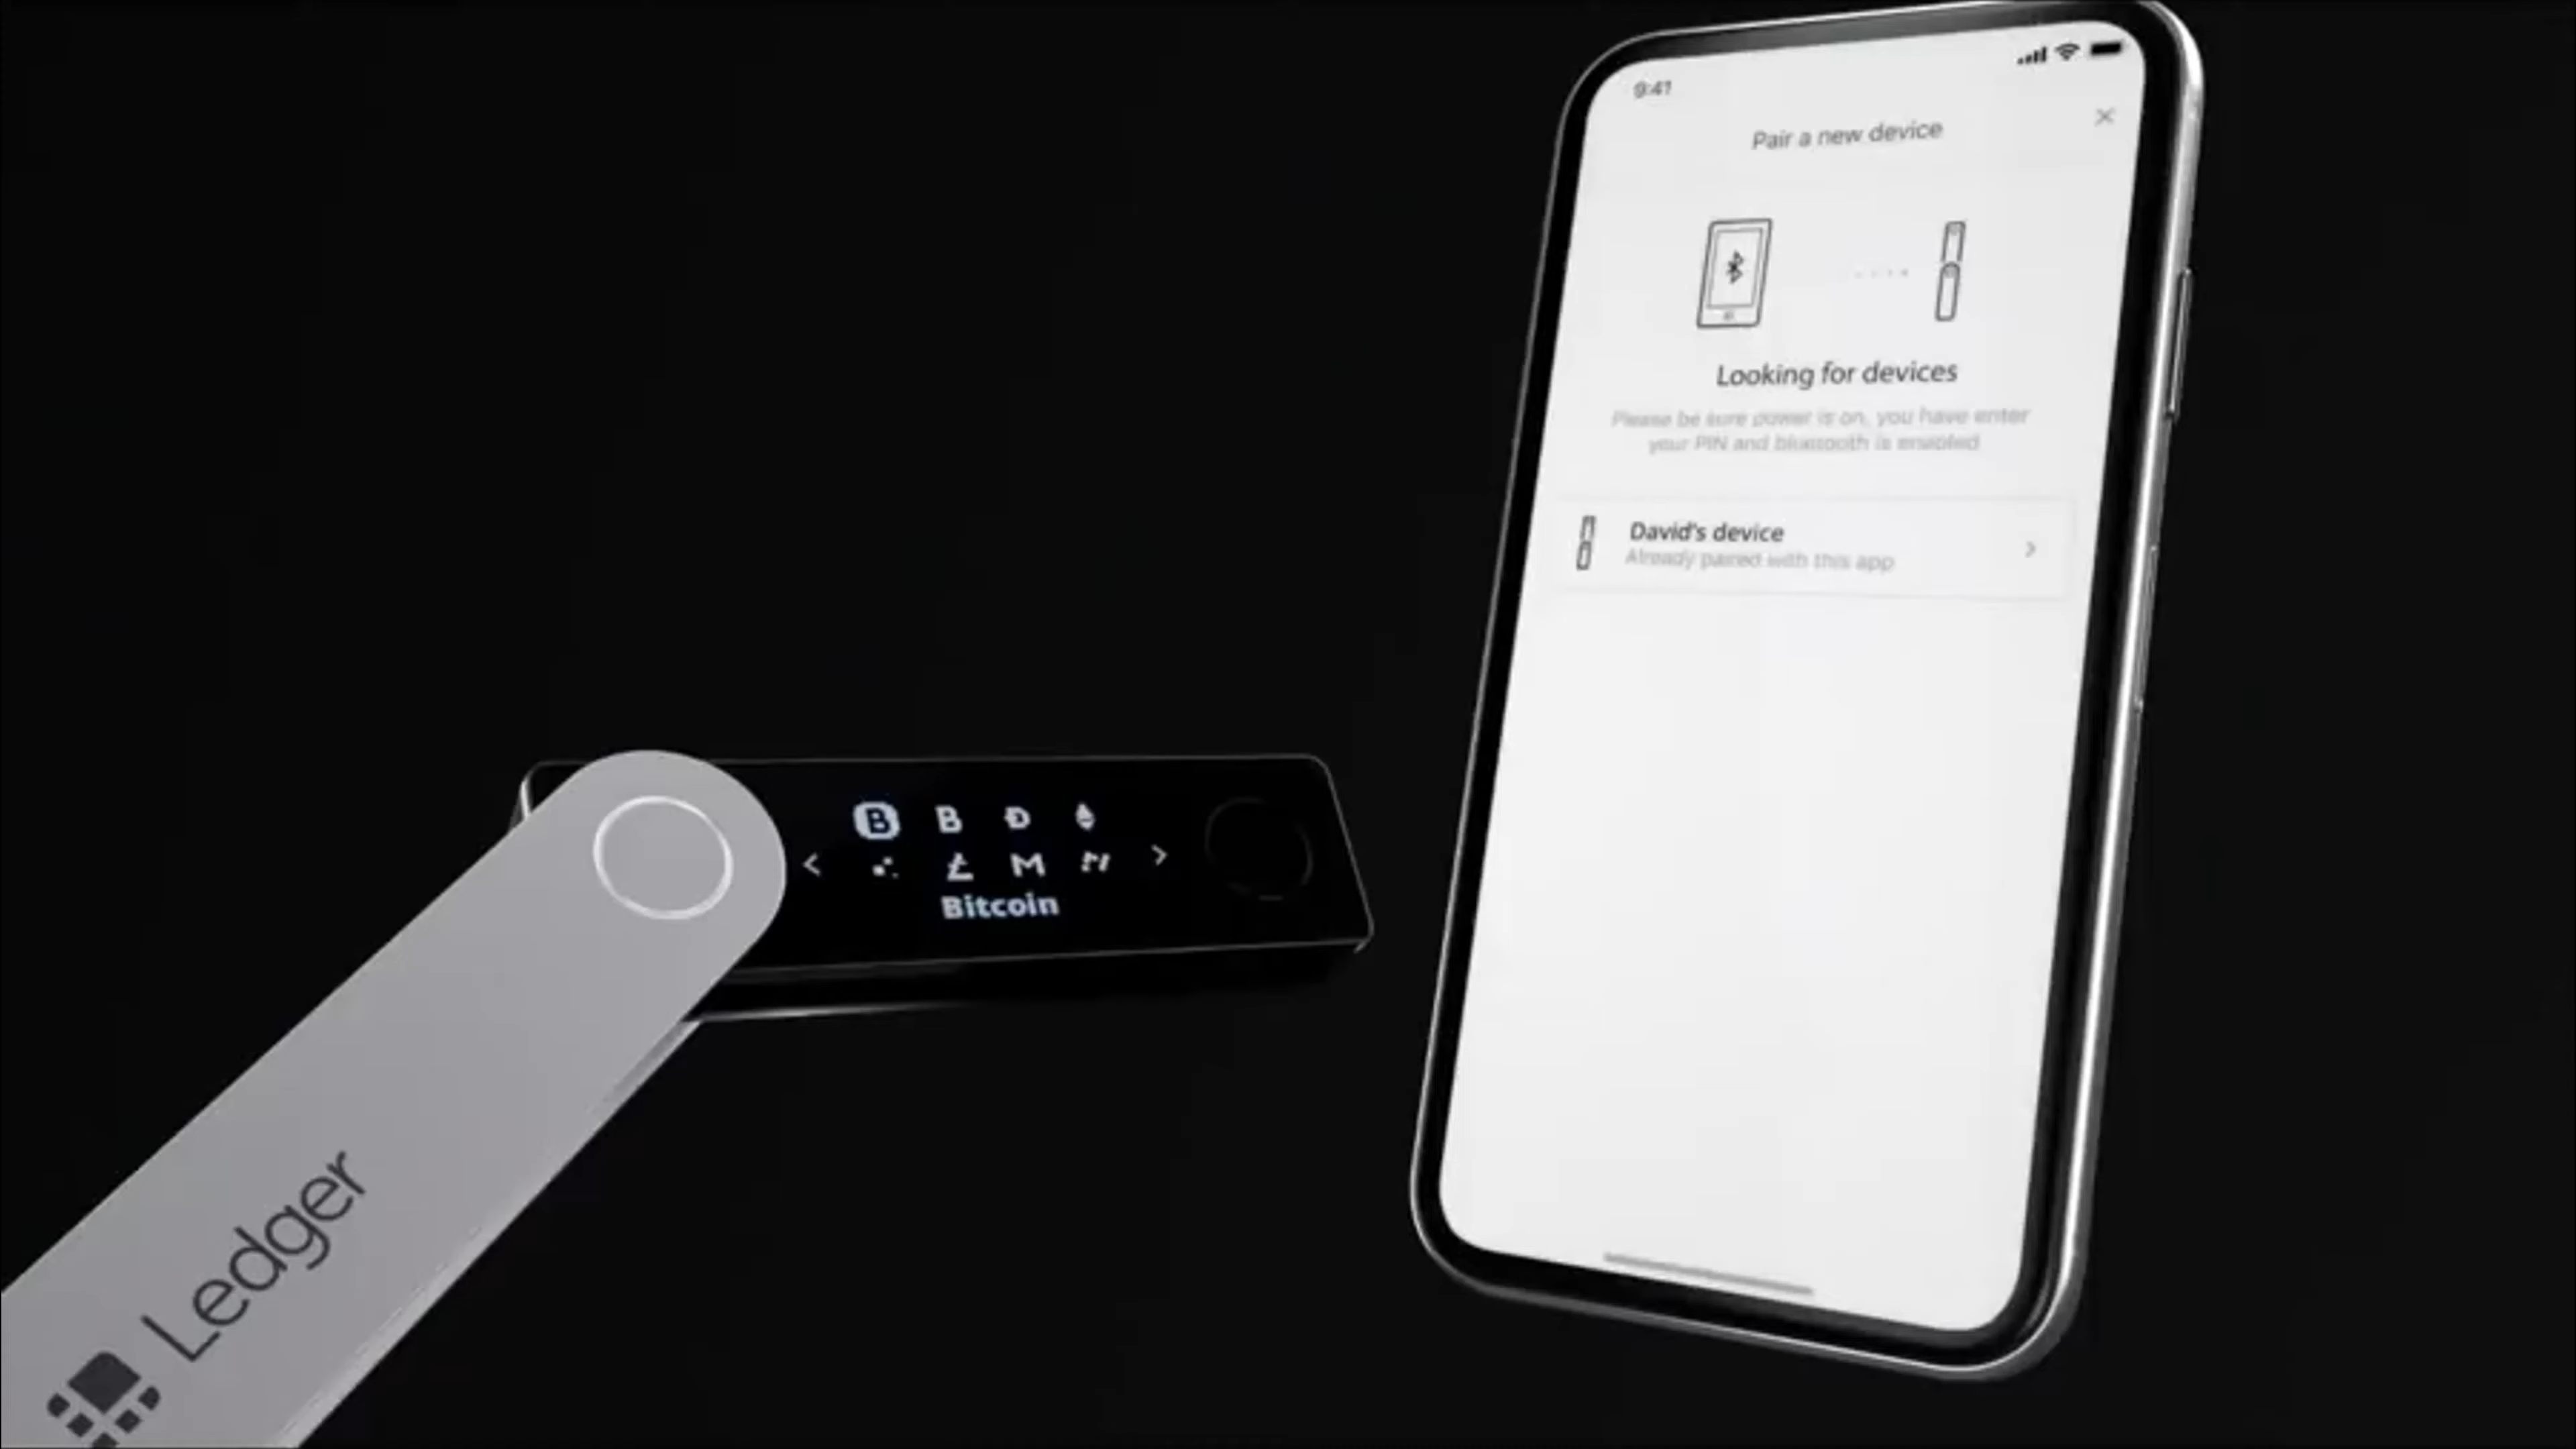 9:41
Pair a new device
Looking for devices
Please be sure power is on, you have enter
your PIN and bluetooth is enabled
David's device
Already paired with this app
Bitcoin
Ledger